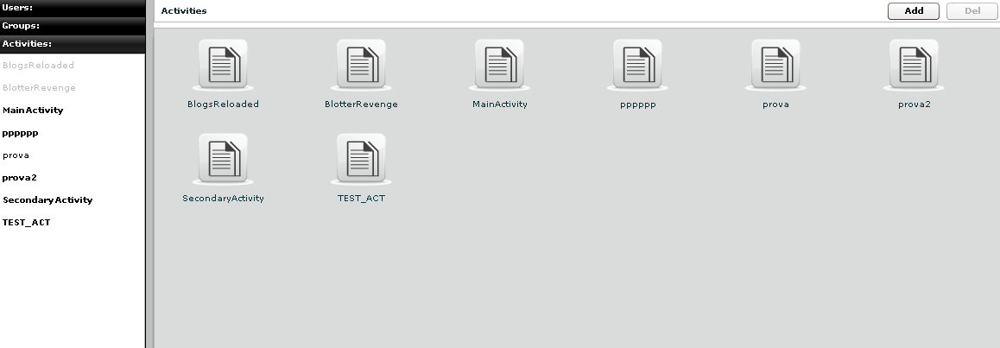 Users:
Groups:
Activities:
BlogsReloaded
BlotterRevenge
MainActivity
pppppp
prova
prova2
SecondaryActivity
TEST_ACT
Activities Add Del
BlogsReloaded BlotterRevenge MainActivity pppppp prova prova2
SecondaryActivity TEST_ACT